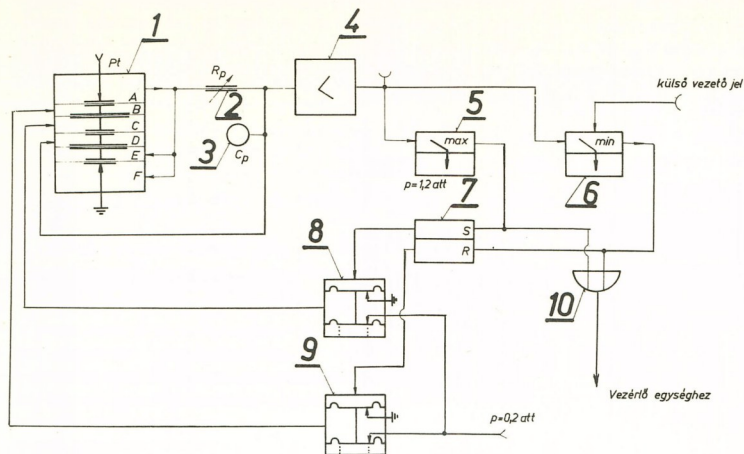 1
4
Pt
Rp
külső vezető jel
A
B
2
5
C
max
min
D
3
E
Cp
F
p=1,2 att
6
7
8
S
R
10
9
Vezérlő egységhez
p=0,2 att